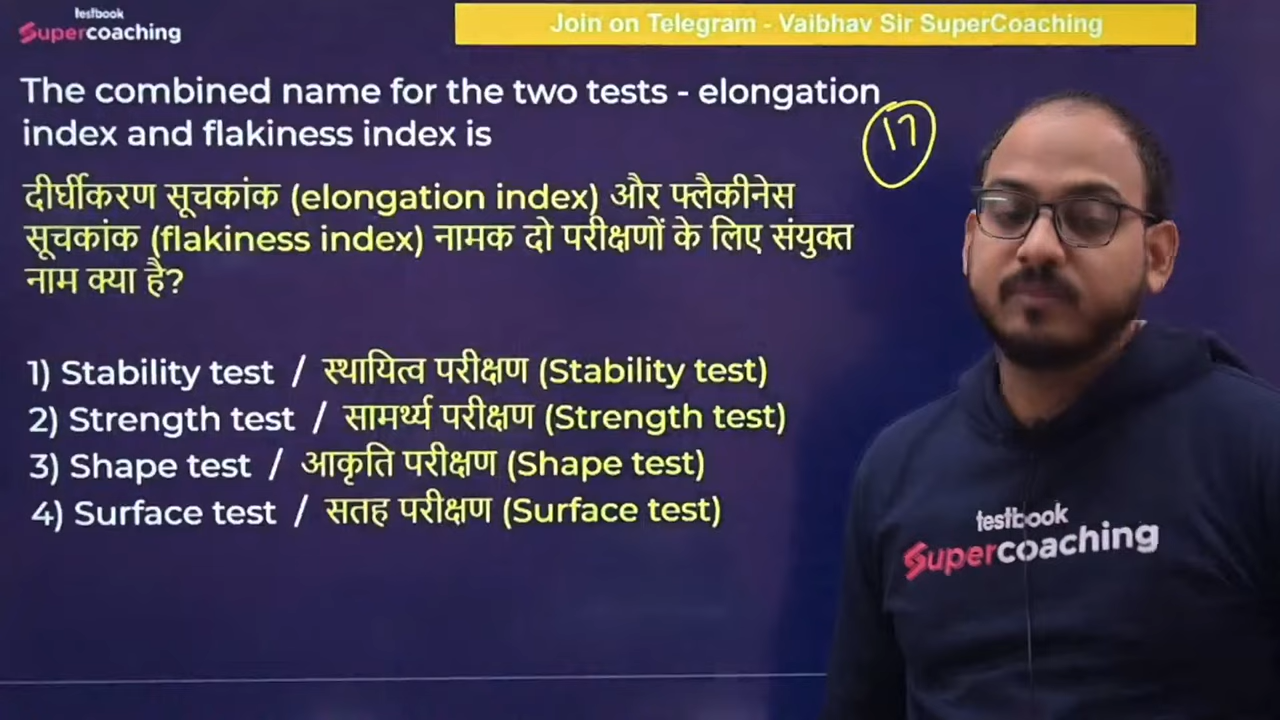 testbook
Supercoaching
Join on Telegram - Vaibhav Sir SuperCoaching
The combined name for the two tests - elongation
index and flakiness index is
17
दीर्घीकरण सूचकांक (elongation index) और फ्लैकीनेस
सूचकांक (flakiness index) नामक दो परीक्षणों के लिए संयुक्त
नाम क्या है?
1) Stability test / स्थायित्व परीक्षण (Stability test)
2) Strength test / सामर्थ्य परीक्षण (Strength test)
3) Shape test / आकृति परीक्षण (Shape test)
4) Surface test / सतह परीक्षण (Surface test)
testbook
Supercoaching